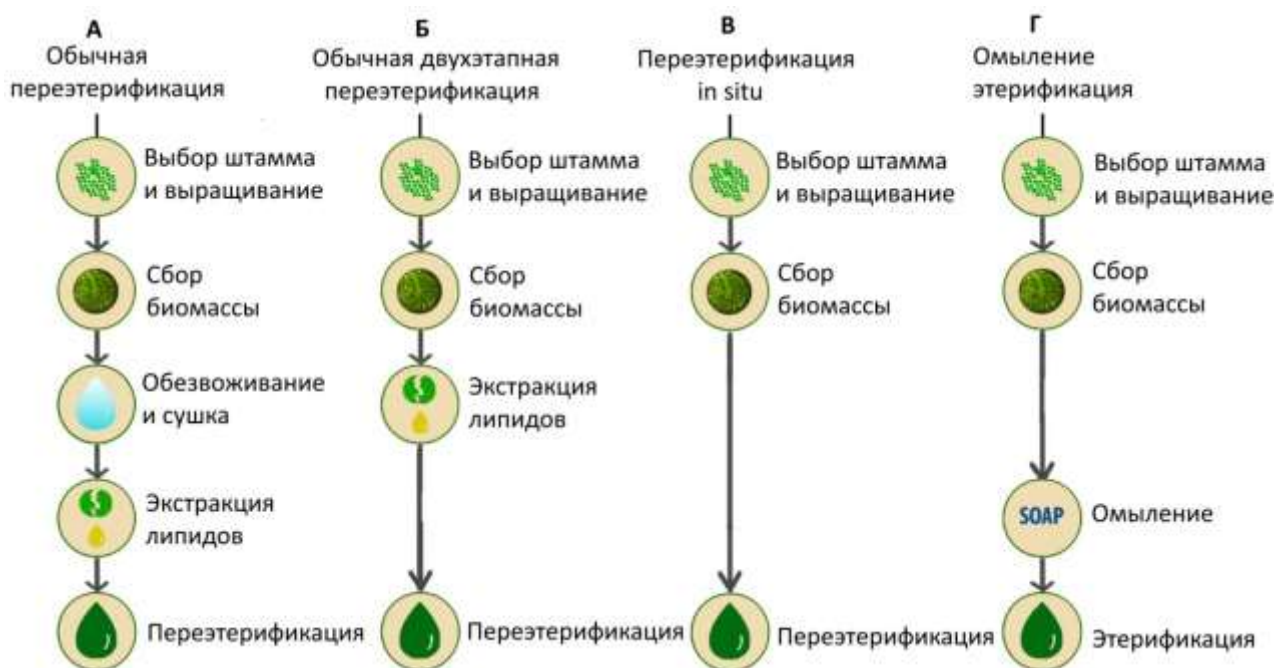 А
Обычная
переэтерификация
Выбор штамма
и выращивание
Сбор
биомассы
Обезвоживание
и сушка
Экстракция
липидов
Переэтерификация
Б
Обычная двухэтапная
переэтерификация
Выбор штамма
и выращивание
Сбор
биомассы
Экстракция
липидов
Переэтерификация
В
Переэтерификация
in situ
Выбор штамма
и выращивание
Сбор
биомассы
Переэтерификация
Г
Омыление
этерификация
Выбор штамма
и выращивание
Сбор
биомассы
SOAP
Омыление
Этерификация